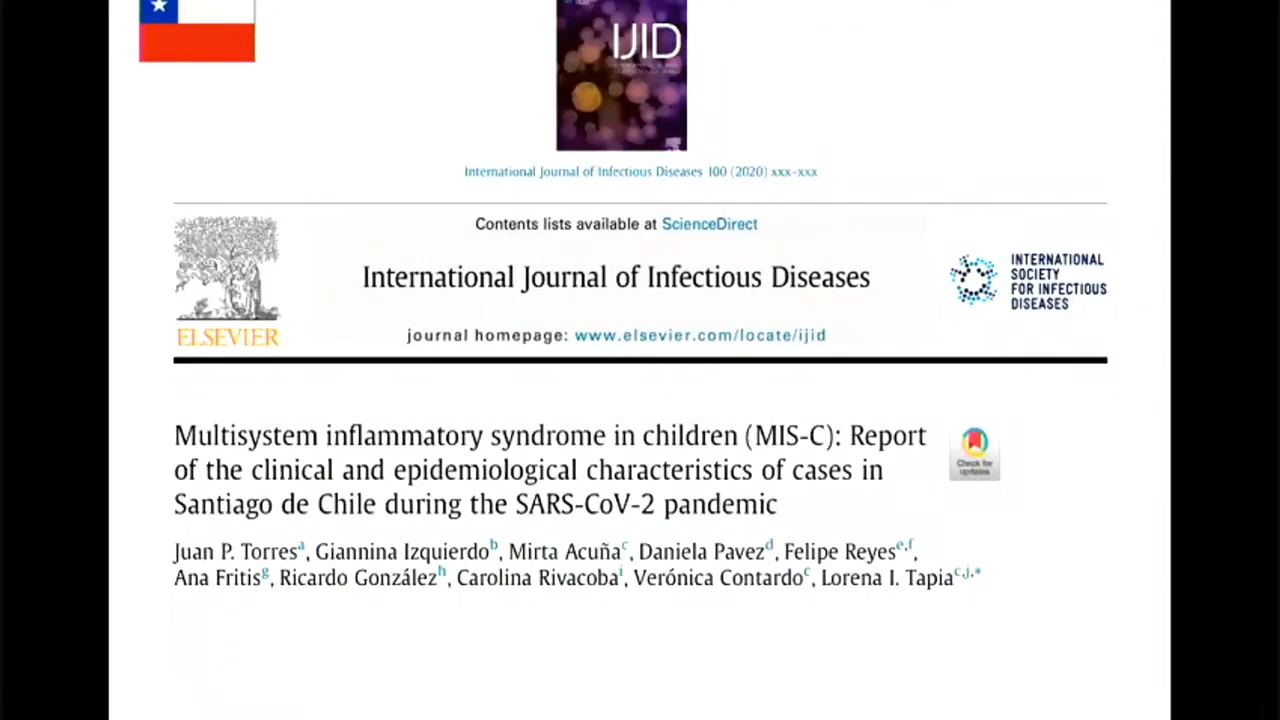 IJID
International Journal of Infectious Diseases 100 (2020) xxx–xxx
Contents lists available at ScienceDirect
International Journal of Infectious Diseases
journal homepage: www.elsevier.com/locate/ijid
ELSEVIER
INTERNATIONAL
SOCIETY
FOR INFECTIOUS
DISEASES
Multisystem inflammatory syndrome in children (MIS-C): Report
of the clinical and epidemiological characteristics of cases in
Santiago de Chile during the SARS-CoV-2 pandemic
Check for
updates
Juan P. Torresa, Giannina Izquierdob, Mirta Acuñac, Daniela Pavezd, Felipe Reyese,f,
Ana Fritisg, Ricardo Gonzálezh, Carolina Rivacobai, Verónica Contardoc, Lorena I. Tapiac,j,*